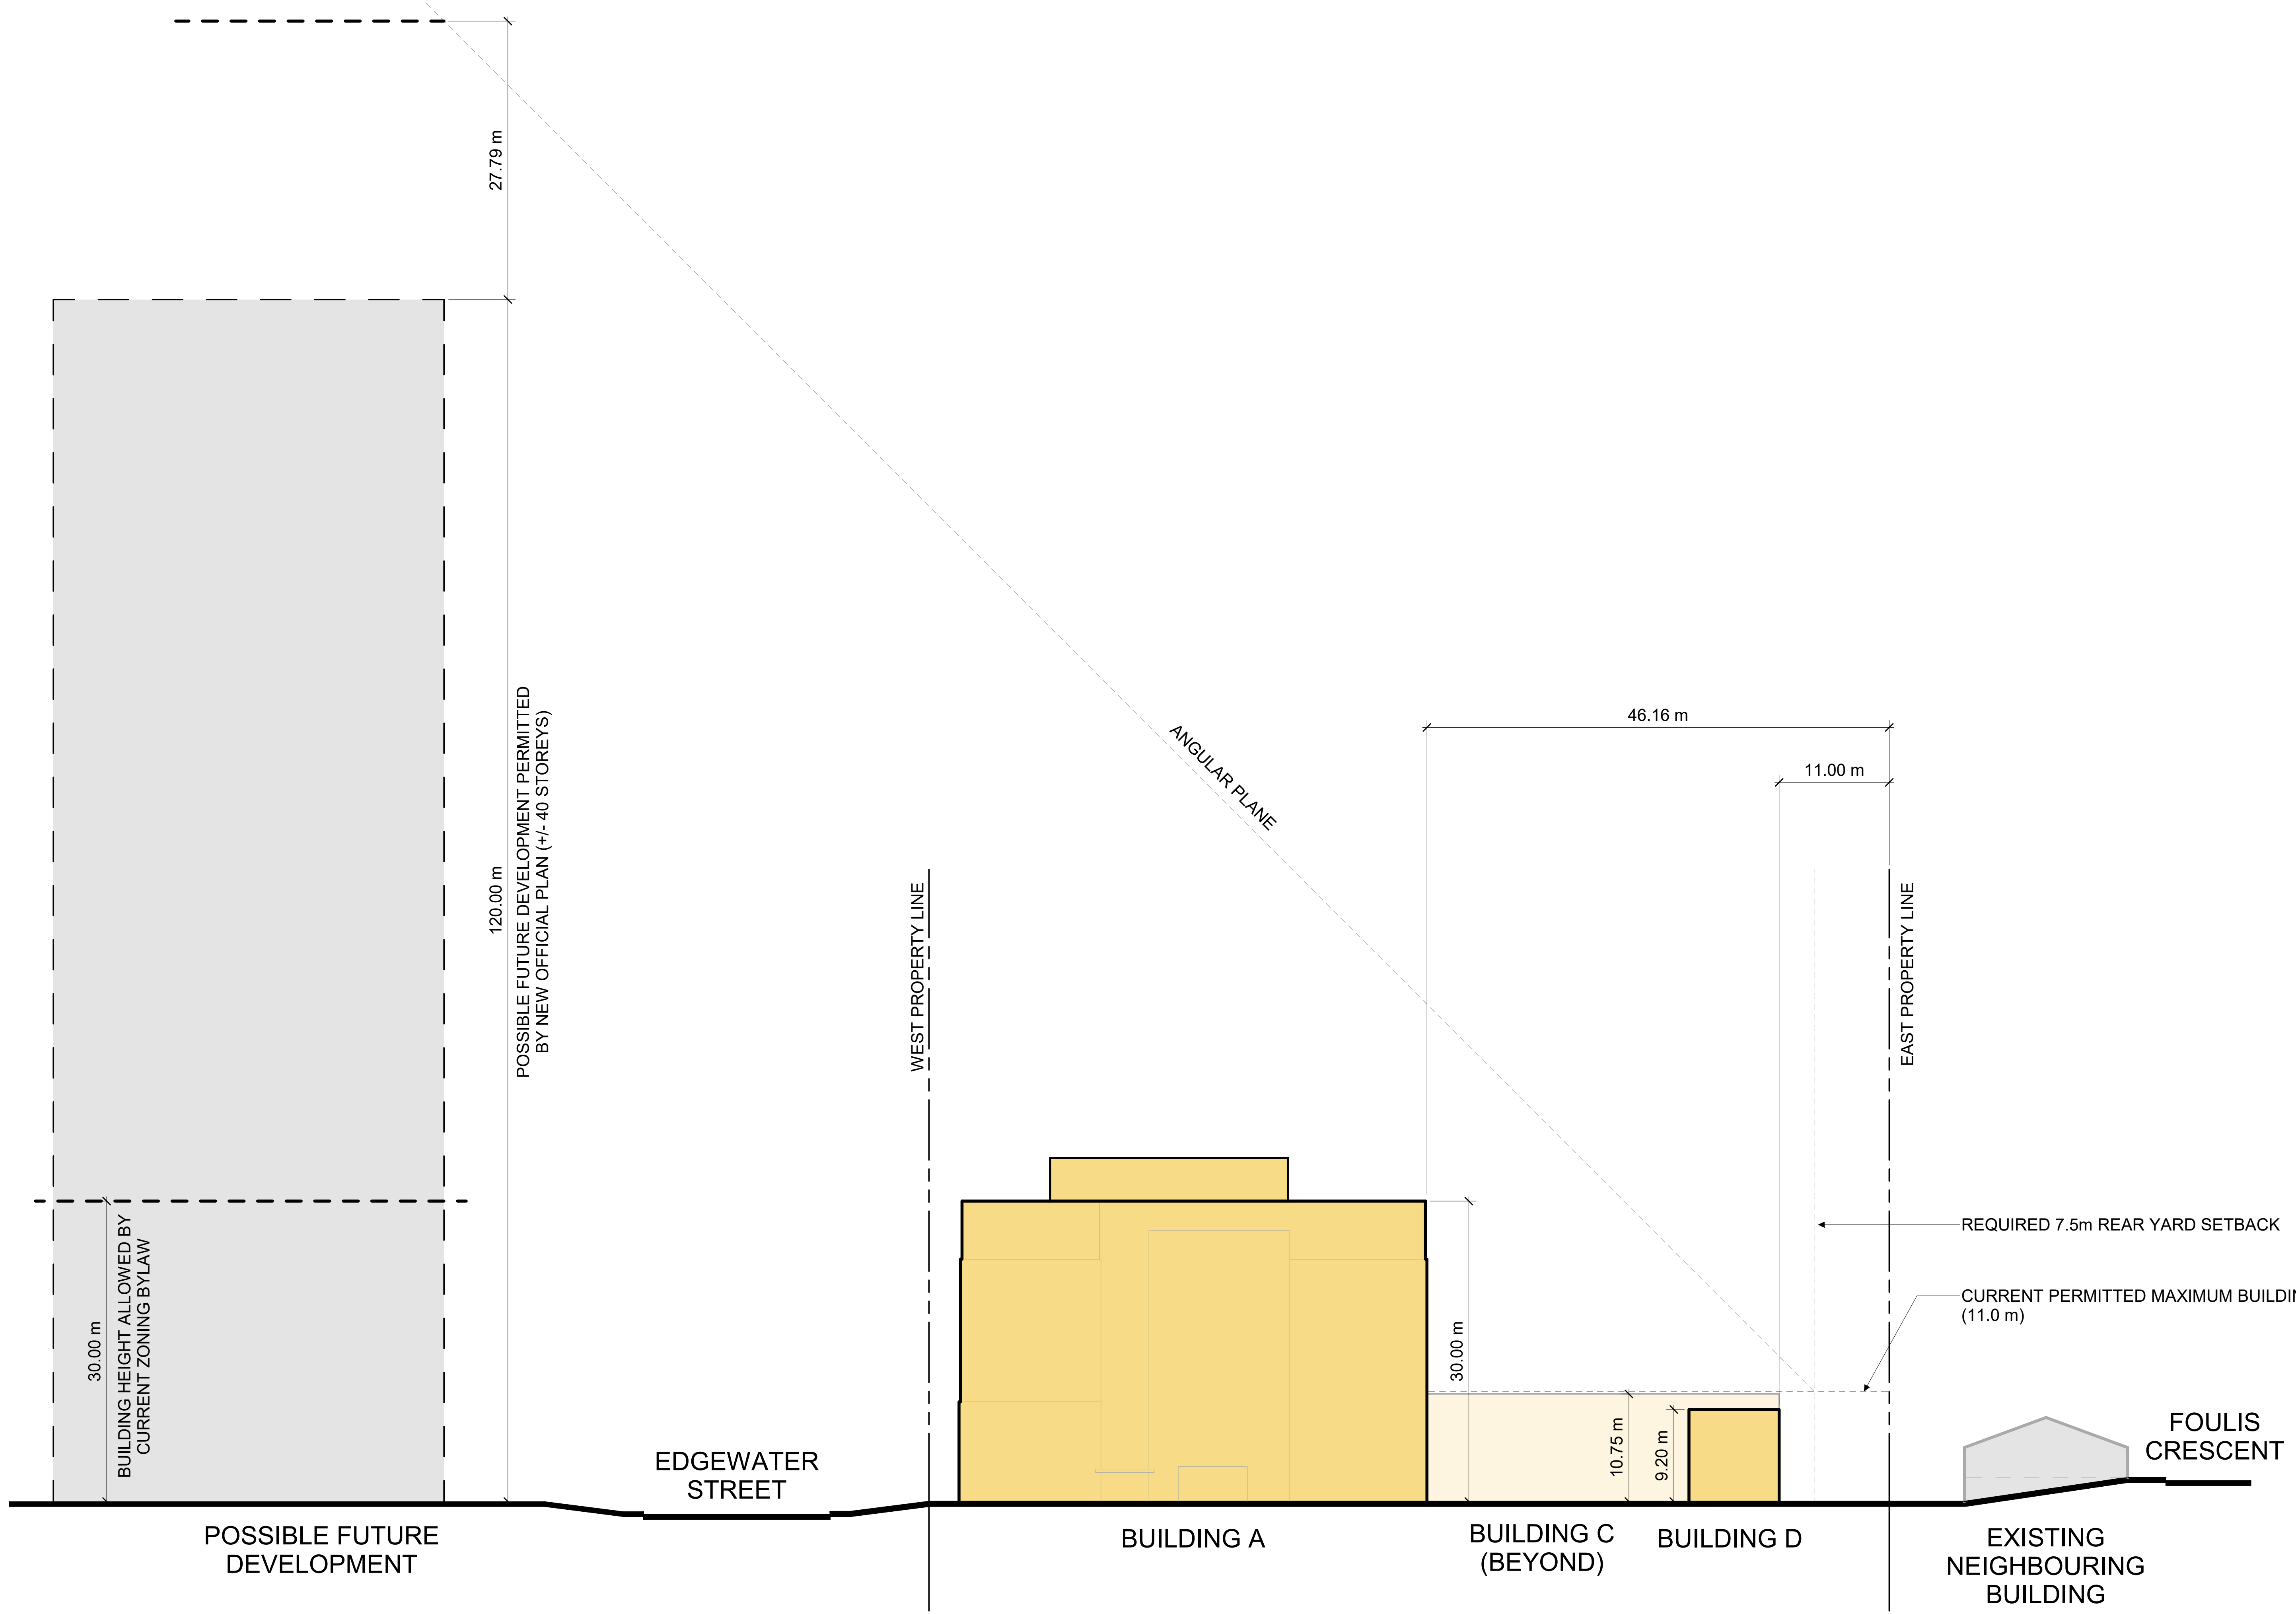 27.79 m
120.00 m
POSSIBLE FUTURE DEVELOPMENT PERMITTED
BY NEW OFFICIAL PLAN (+/- 40 STOREYS)
ANGULAR PLANE
46.16 m
11.00 m
WEST PROPERTY LINE
EAST PROPERTY LINE
30.00 m
BUILDING HEIGHT ALLOWED BY
CURRENT ZONING BYLAW
30.00 m
10.75 m
9.20 m
REQUIRED 7.5m REAR YARD SETBACK
CURRENT PERMITTED MAXIMUM
(11.0 m)
EDGEWATER
STREET
FOULIS
CRESCENT
POSSIBLE FUTURE
DEVELOPMENT
BUILDING A
BUILDING C
(BEYOND)
BUILDING D
EXISTING
NEIGHBOURING
BUILDING